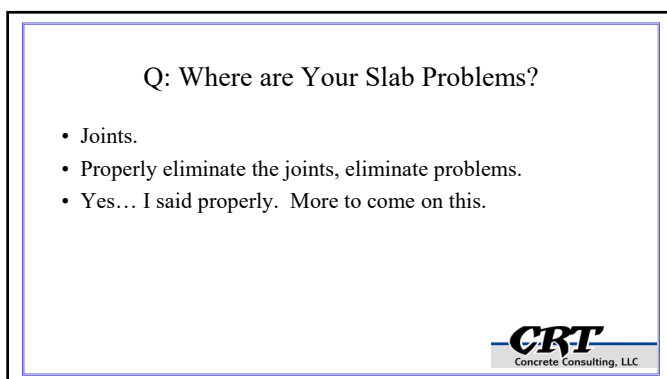 Q: Where are Your Slab Problems?
• Joints.
• Properly eliminate the joints, eliminate problems.
• Yes… I said properly.  More to come on this.
CRT
Concrete Consulting, LLC